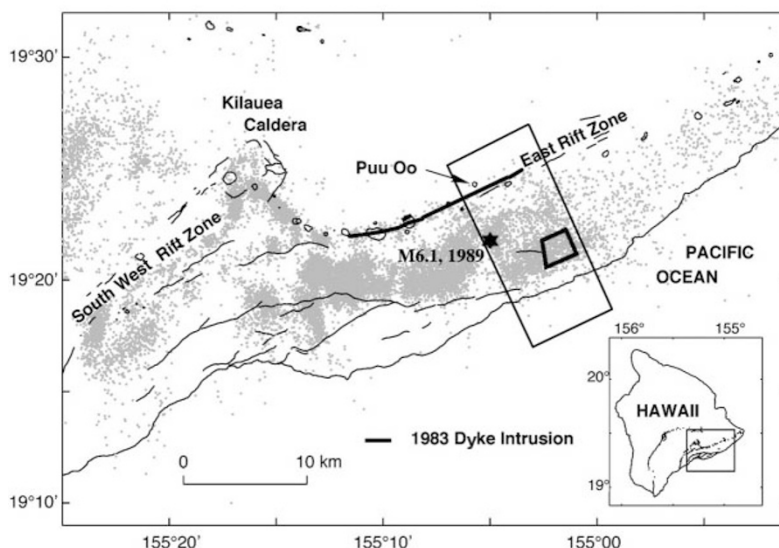 19°30'
19°20'
19°10'
155°20'
155°10'
155°00'
Kilauea
Caldera
Puu Oo
East Rift Zone
South West Rift Zone
M6.1, 1989
PACIFIC
OCEAN
1983 Dyke Intrusion
0
10 km
156°
155°
20°
HAWAII
19°